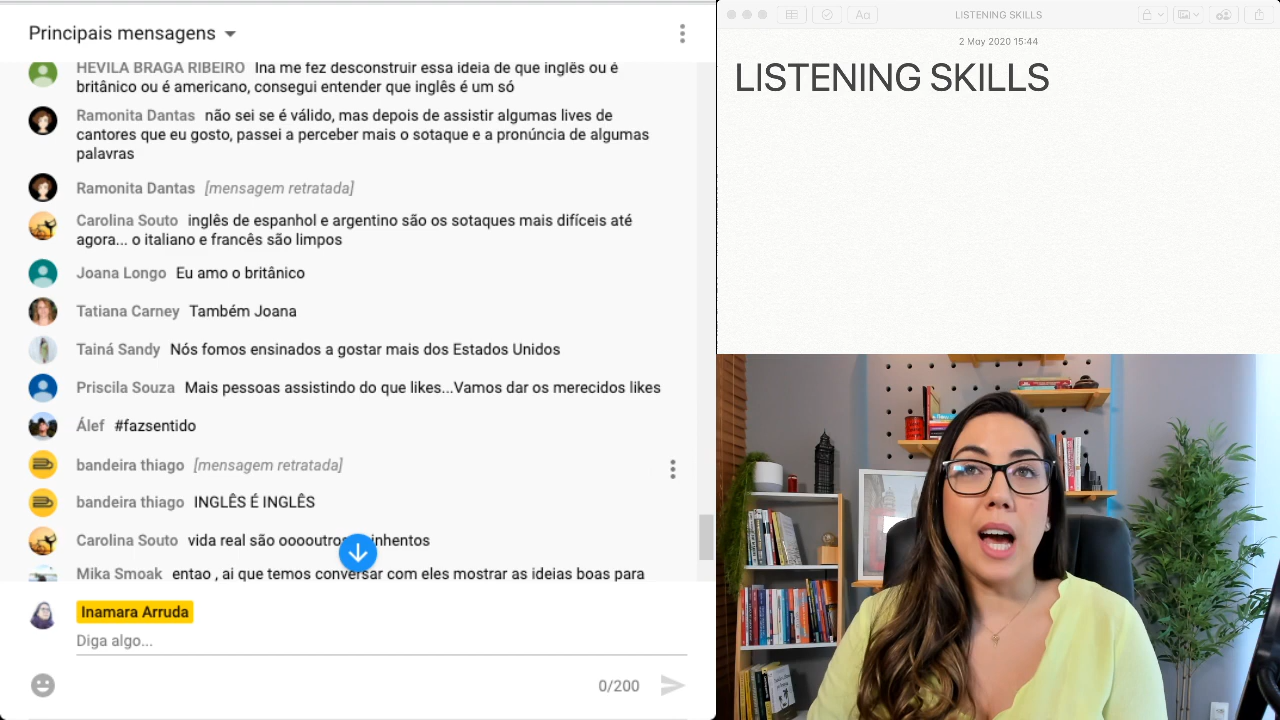 Principais mensagens
HEVILA BRAGA RIBEIRO Ina me fez desconstruir essa ideia de que inglês ou é
britânico ou é americano, consegui entender que inglês é um só
Ramonita Dantas não sei se é válido, mas depois de assistir algumas lives de
cantores que eu gosto, passei a perceber mais o sotaque e a pronúncia de algumas
palavras
Ramonita Dantas [mensagem retratada]
Carolina Souto inglês de espanhol e argentino são os sotaques mais difíceis até
agora... o italiano e francês são limpos
Joana Longo Eu amo o britânico
Tatiana Carney Também Joana
Tainá Sandy Nós fomos ensinados a gostar mais dos Estados Unidos
Priscila Souza Mais pessoas assistindo do que likes...Vamos dar os merecidos likes
Álef #fazsentido
bandeira thiago [mensagem retratada]
bandeira thiago INGLÊS É INGLÊS
Carolina Souto vida real são ooooutros inhentos
Mika Smoak entao , ai que temos conversar com eles mostrar as ideias boas para
Inamara Arruda
Diga algo...
0/200
Aa
LISTENING SKILLS
2 May 2020 15:44
LISTENING SKILLS